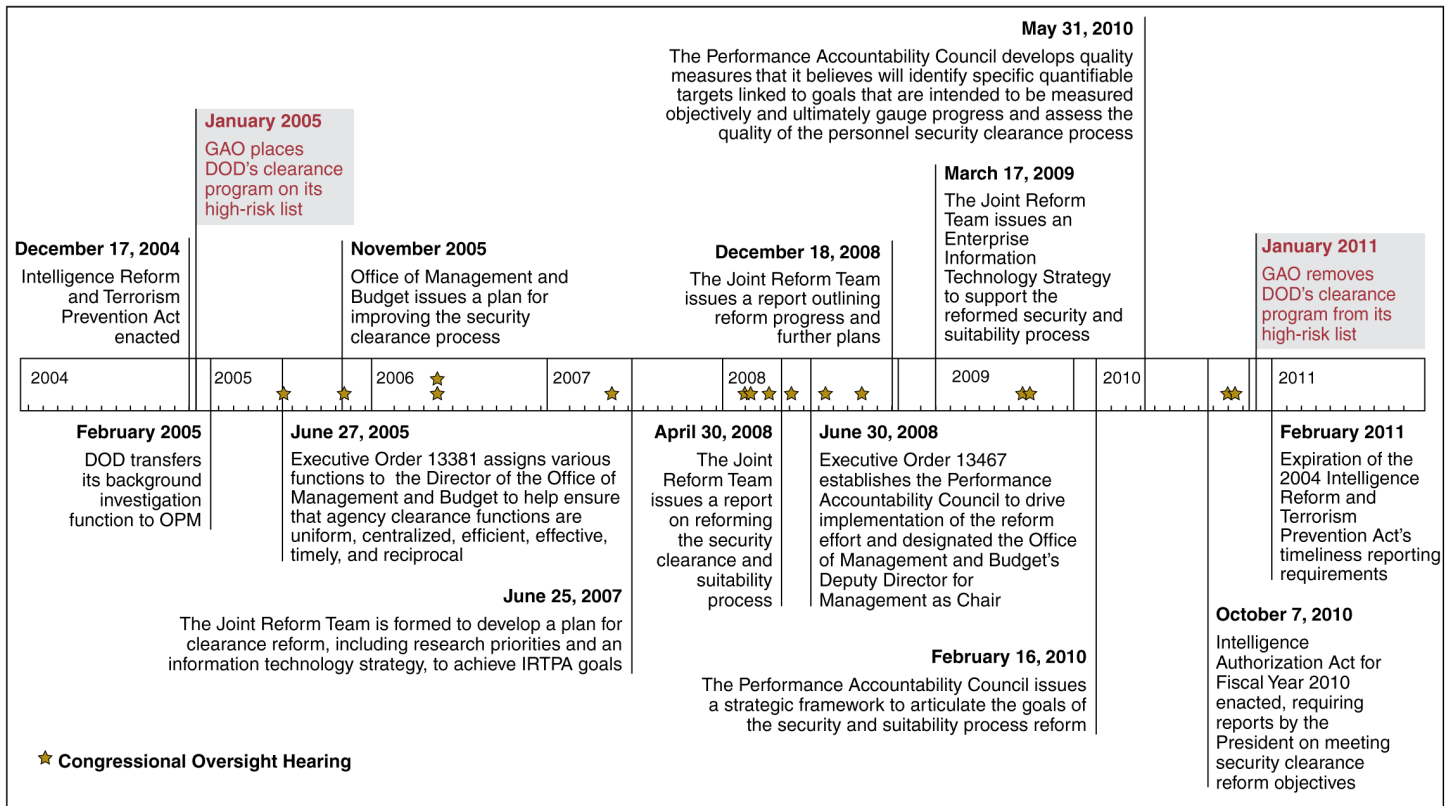 May 31, 2010
The Performance Accountability Council develops quality
measures that it believes will identify specific quantifiable
targets linked to goals that are intended to be measured
objectively and ultimately gauge progress and assess the
quality of the personnel security clearance process
January 2005
GAO places
DOD's clearance
program on its
high-risk list
March 17, 2009
The Joint Reform
Team issues an
Enterprise
Information
Technology Strategy
to support the
reformed security and
suitability process
December 17, 2004
Intelligence Reform
and Terrorism
Prevention Act
enacted
November 2005
Office of Management and
Budget issues a plan for
improving the security
clearance process
December 18, 2008
The Joint Reform Team
issues a report outlining
reform progress and
further plans
January 2011
GAO removes
DOD's clearance
program from its
high-risk list
2004
2005
2006
2007
2008
2009
2010
2011
February 2005
DOD transfers
its background
investigation
function to OPM
June 27, 2005
Executive Order 13381 assigns various
functions to the Director of the Office of
Management and Budget to help ensure
that agency clearance functions are
uniform, centralized, efficient, effective,
timely, and reciprocal
June 25, 2007
The Joint Reform Team is formed to develop a plan for
clearance reform, including research priorities and an
information technology strategy, to achieve IRTPA goals
April 30, 2008
The Joint
Reform Team
issues a report
on reforming
the security
clearance and
suitability
process
June 30, 2008
Executive Order 13467
establishes the Performance
Accountability Council to drive
implementation of the reform
effort and designated the Office
of Management and Budget's
Deputy Director for
Management as Chair
February 16, 2010
The Performance Accountability Council issues
a strategic framework to articulate the goals of
the security and suitability process reform
February 2011
Expiration of the
2004 Intelligence
Reform and
Terrorism
Prevention Act's
timeliness reporting
requirements
October 7, 2010
Intelligence
Authorization Act for
Fiscal Year 2010
enacted, requiring
reports by the
President on meeting
security clearance
reform objectives
Congressional Oversight Hearing